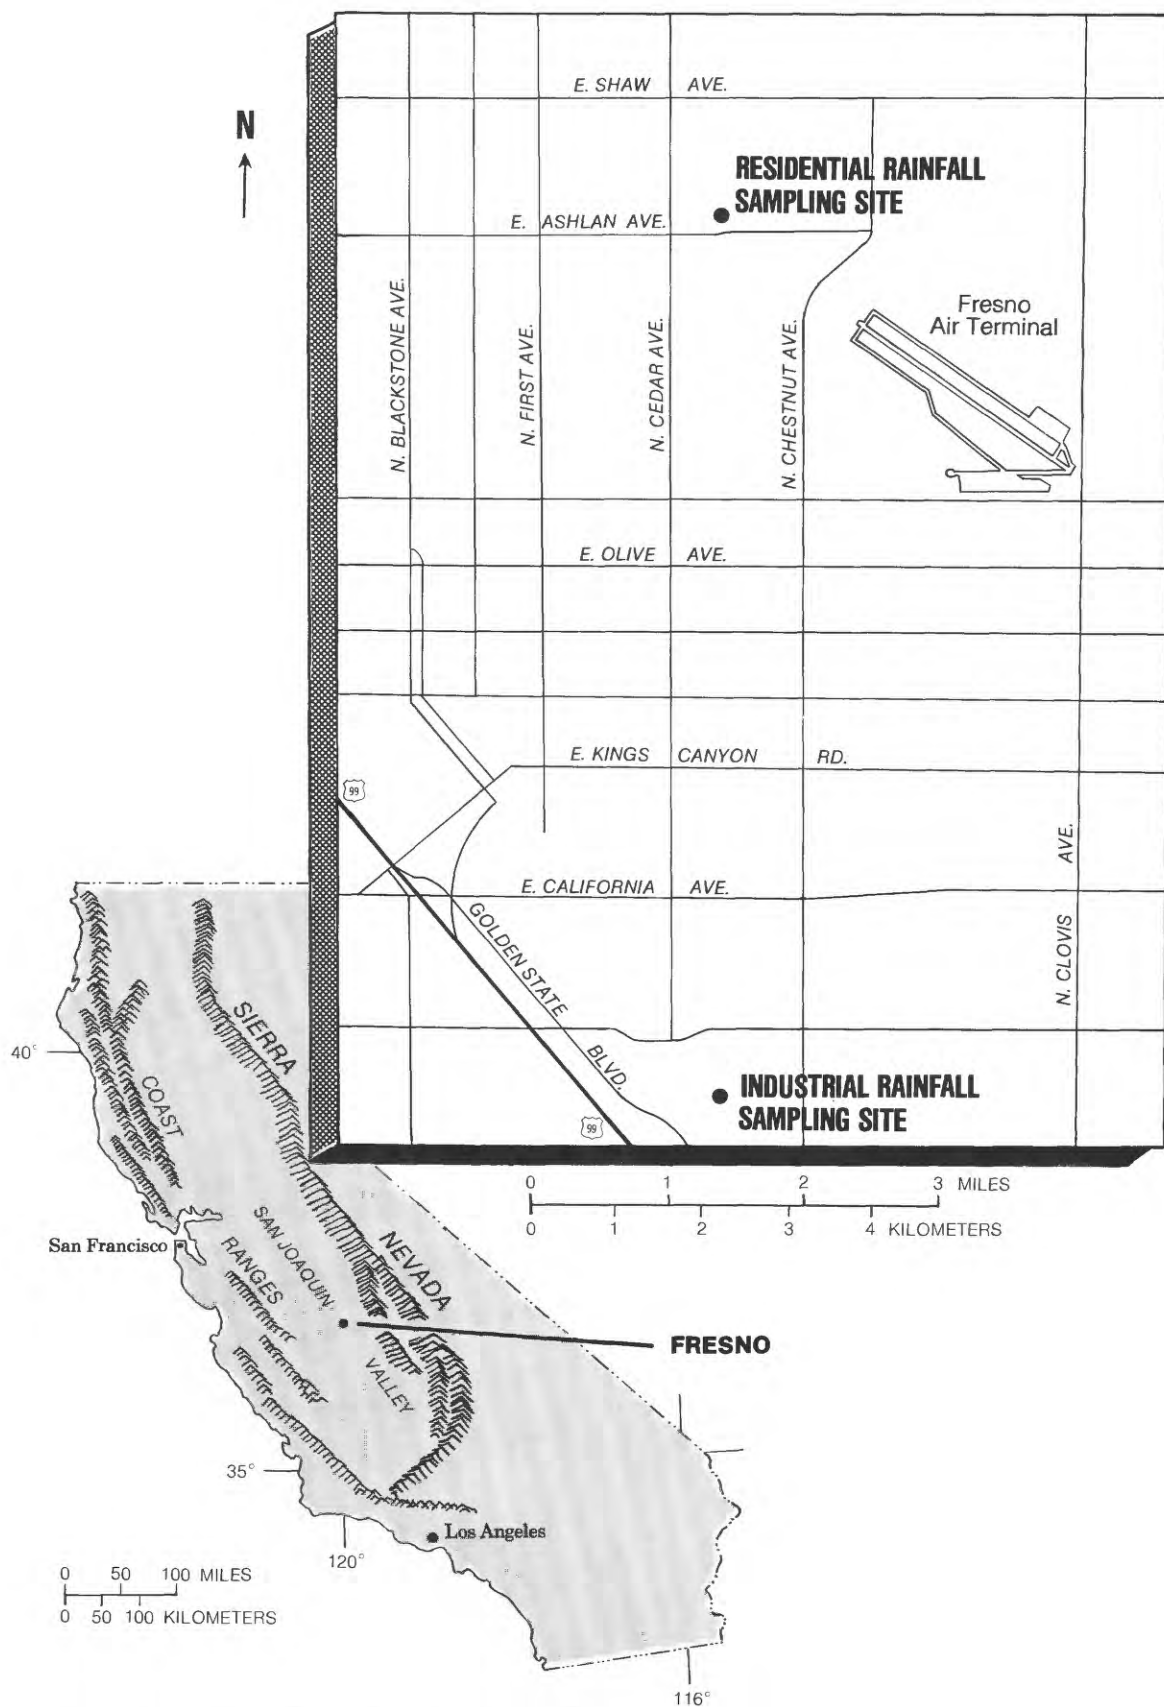 E. SHAW AVE.
N
RESIDENTIAL RAINFALL
SAMPLING SITE
E. ASHLAN AVE.
N. BLACKSTONE AVE.
N. FIRST AVE.
N. CEDAR AVE.
N. CHESTNUT AVE.
Fresno
Air Terminal
E. OLIVE AVE.
E. KINGS CANYON RD.
99
N. CLOVIS AVE.
E. CALIFORNIA AVE.
GOLDEN STATE BLVD.
99
INDUSTRIAL RAINFALL
SAMPLING SITE
0 1 2 3 MILES
0 1 2 3 4 KILOMETERS
40°
SIERRA NEVADA
COAST RANGES
SAN JOAQUIN VALLEY
San Francisco
FRESNO
35°
Los Angeles
120°
0 50 100 MILES
0 50 100 KILOMETERS
116°